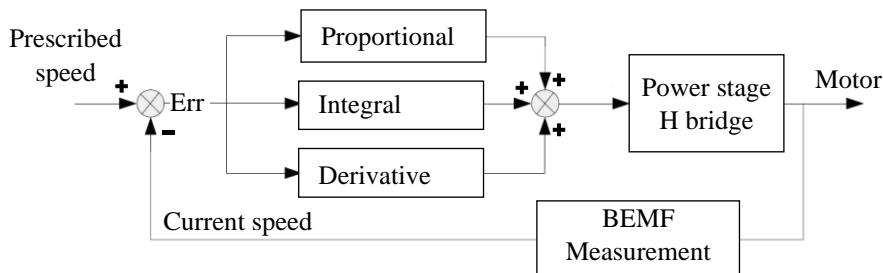 Prescribed
speed
+
Err
−
Proportional
Integral
Derivative
+
+
+
Power stage
H bridge
Motor
Current speed
BEMF
Measurement